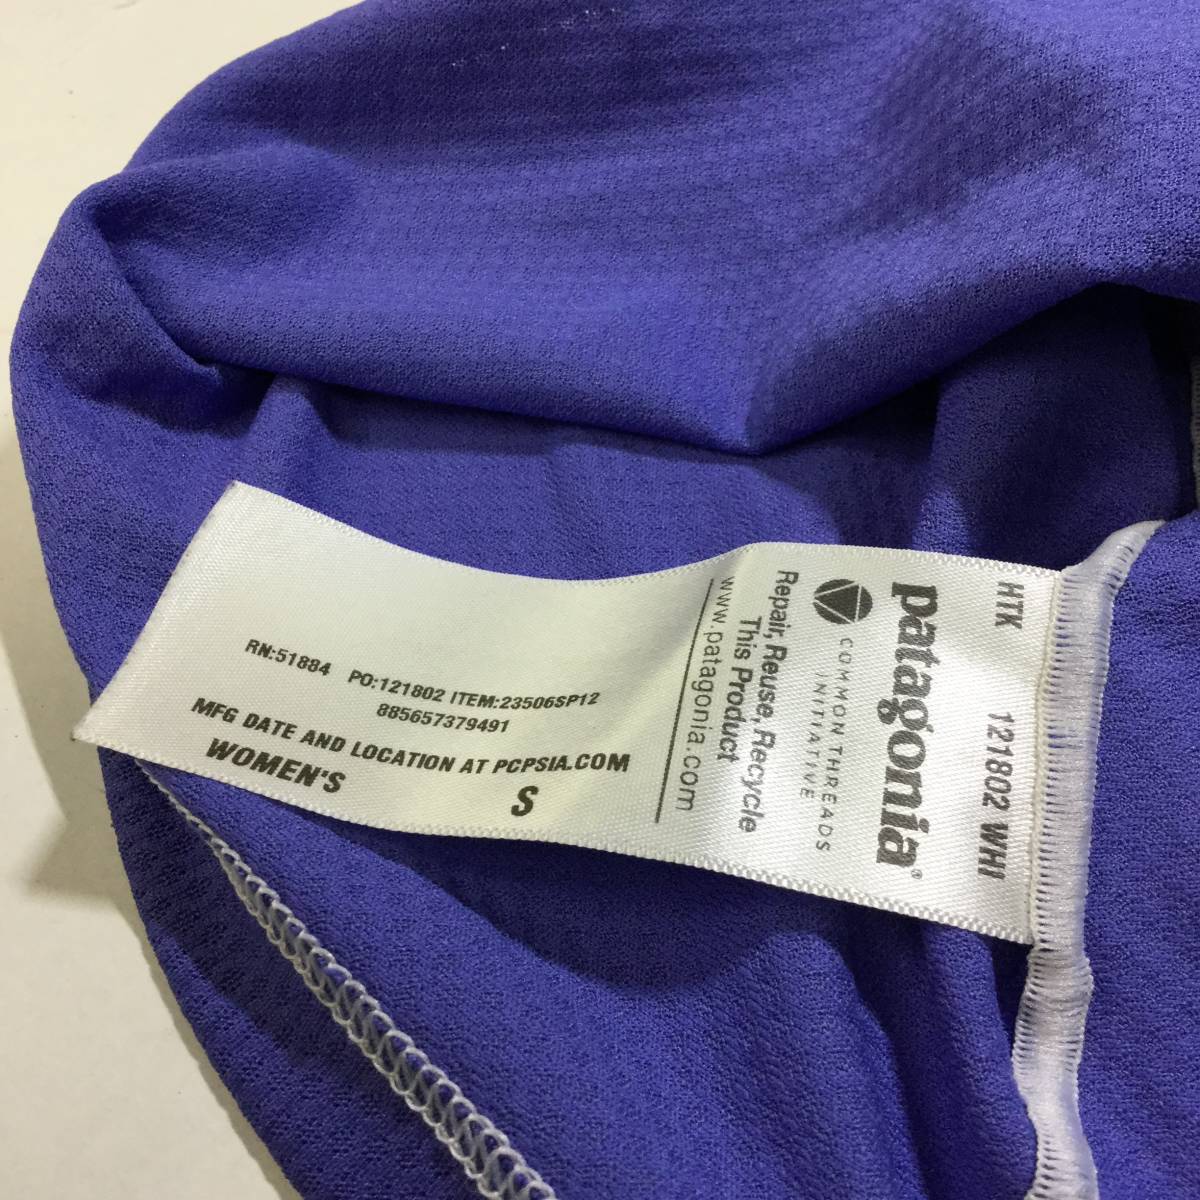 HTK 121802 WHI
patagonia®
COMMON THREADS
INITIATIVE
Repair, Reuse, Recycle
This Product
www.patagonia.com
RN:51884 PO:121802 ITEM:23506SP12
885657379491
MFG DATE AND LOCATION AT PCPSIA.COM
WOMEN'S S